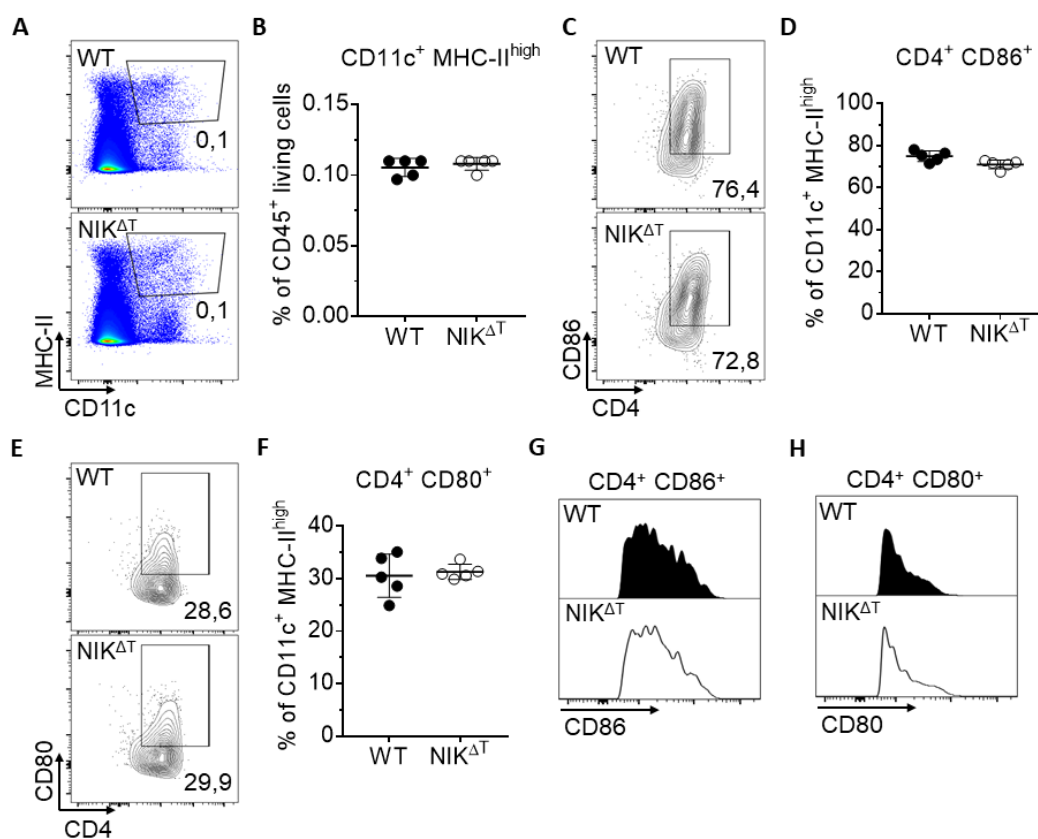 A
WT
0,1
NIK^ΔT
0,1
MHC-II
CD11c
B
CD11c⁺ MHC-II^high
% of CD45⁺ living cells
0.15
0.10
0.05
0.00
WT NIK^ΔT
C
WT
76,4
NIK^ΔT
72,8
CD86
CD4
D
CD4⁺ CD86⁺
% of CD11c⁺ MHC-II^high
100
80
60
40
20
0
WT NIK^ΔT
E
WT
28,6
NIK^ΔT
29,9
CD80
CD4
F
CD4⁺ CD80⁺
% of CD11c⁺ MHC-II^high
40
30
20
10
0
WT NIK^ΔT
G
CD4⁺ CD86⁺
WT
NIK^ΔT
CD86
H
CD4⁺ CD80⁺
WT
NIK^ΔT
CD80